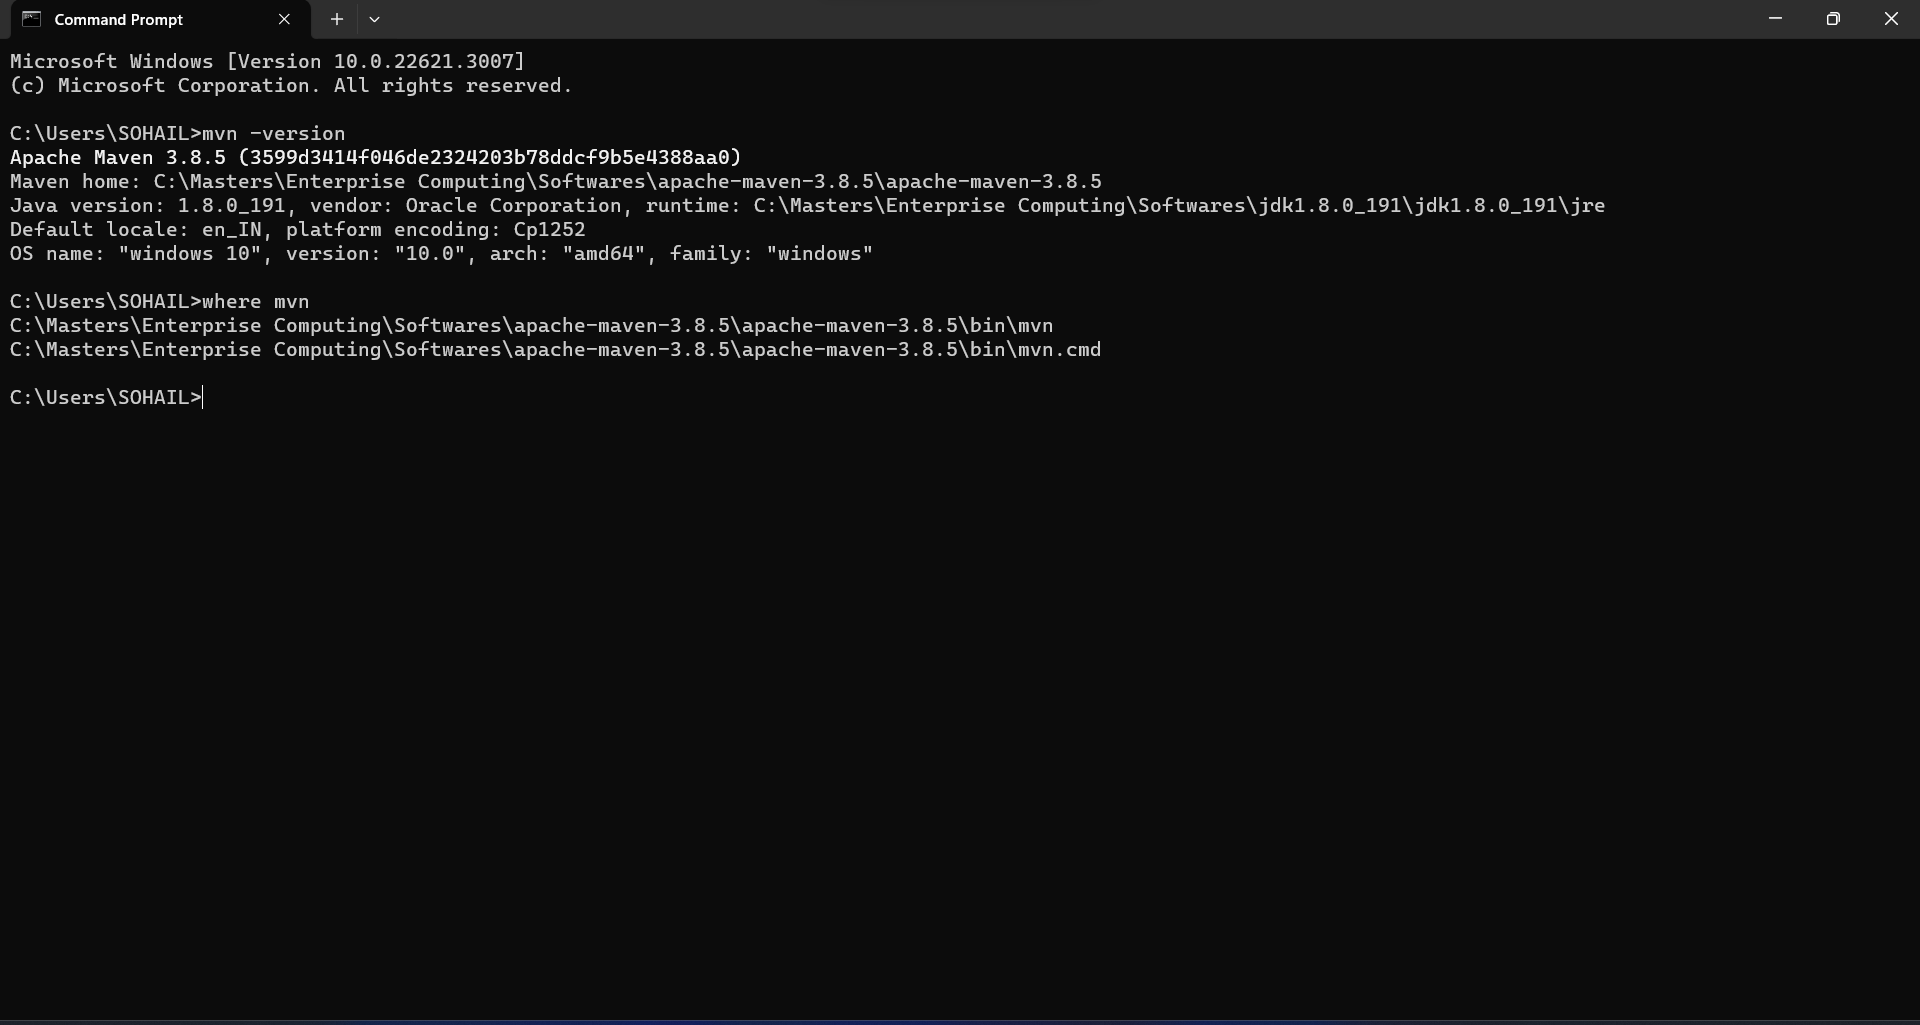 Command Prompt
Microsoft Windows [Version 10.0.22621.3007]
(c) Microsoft Corporation. All rights reserved.
C:\Users\SOHAIL>mvn -version
Apache Maven 3.8.5 (3599d3414f046de2324203b78ddcf9b5e4388aa0)
Maven home: C:\Masters\Enterprise Computing\Softwares\apache-maven-3.8.5\apache-maven-3.8.5
Java version: 1.8.0_191, vendor: Oracle Corporation, runtime: C:\Masters\Enterprise Computing\Softwares\jdk1.8.0_191\jdk1.8.0_191\jre
Default locale: en_IN, platform encoding: Cp1252
OS name: "windows 10", version: "10.0", arch: "amd64", family: "windows"
C:\Users\SOHAIL>where mvn
C:\Masters\Enterprise Computing\Softwares\apache-maven-3.8.5\apache-maven-3.8.5\bin\mvn
C:\Masters\Enterprise Computing\Softwares\apache-maven-3.8.5\apache-maven-3.8.5\bin\mvn.cmd
C:\Users\SOHAIL>